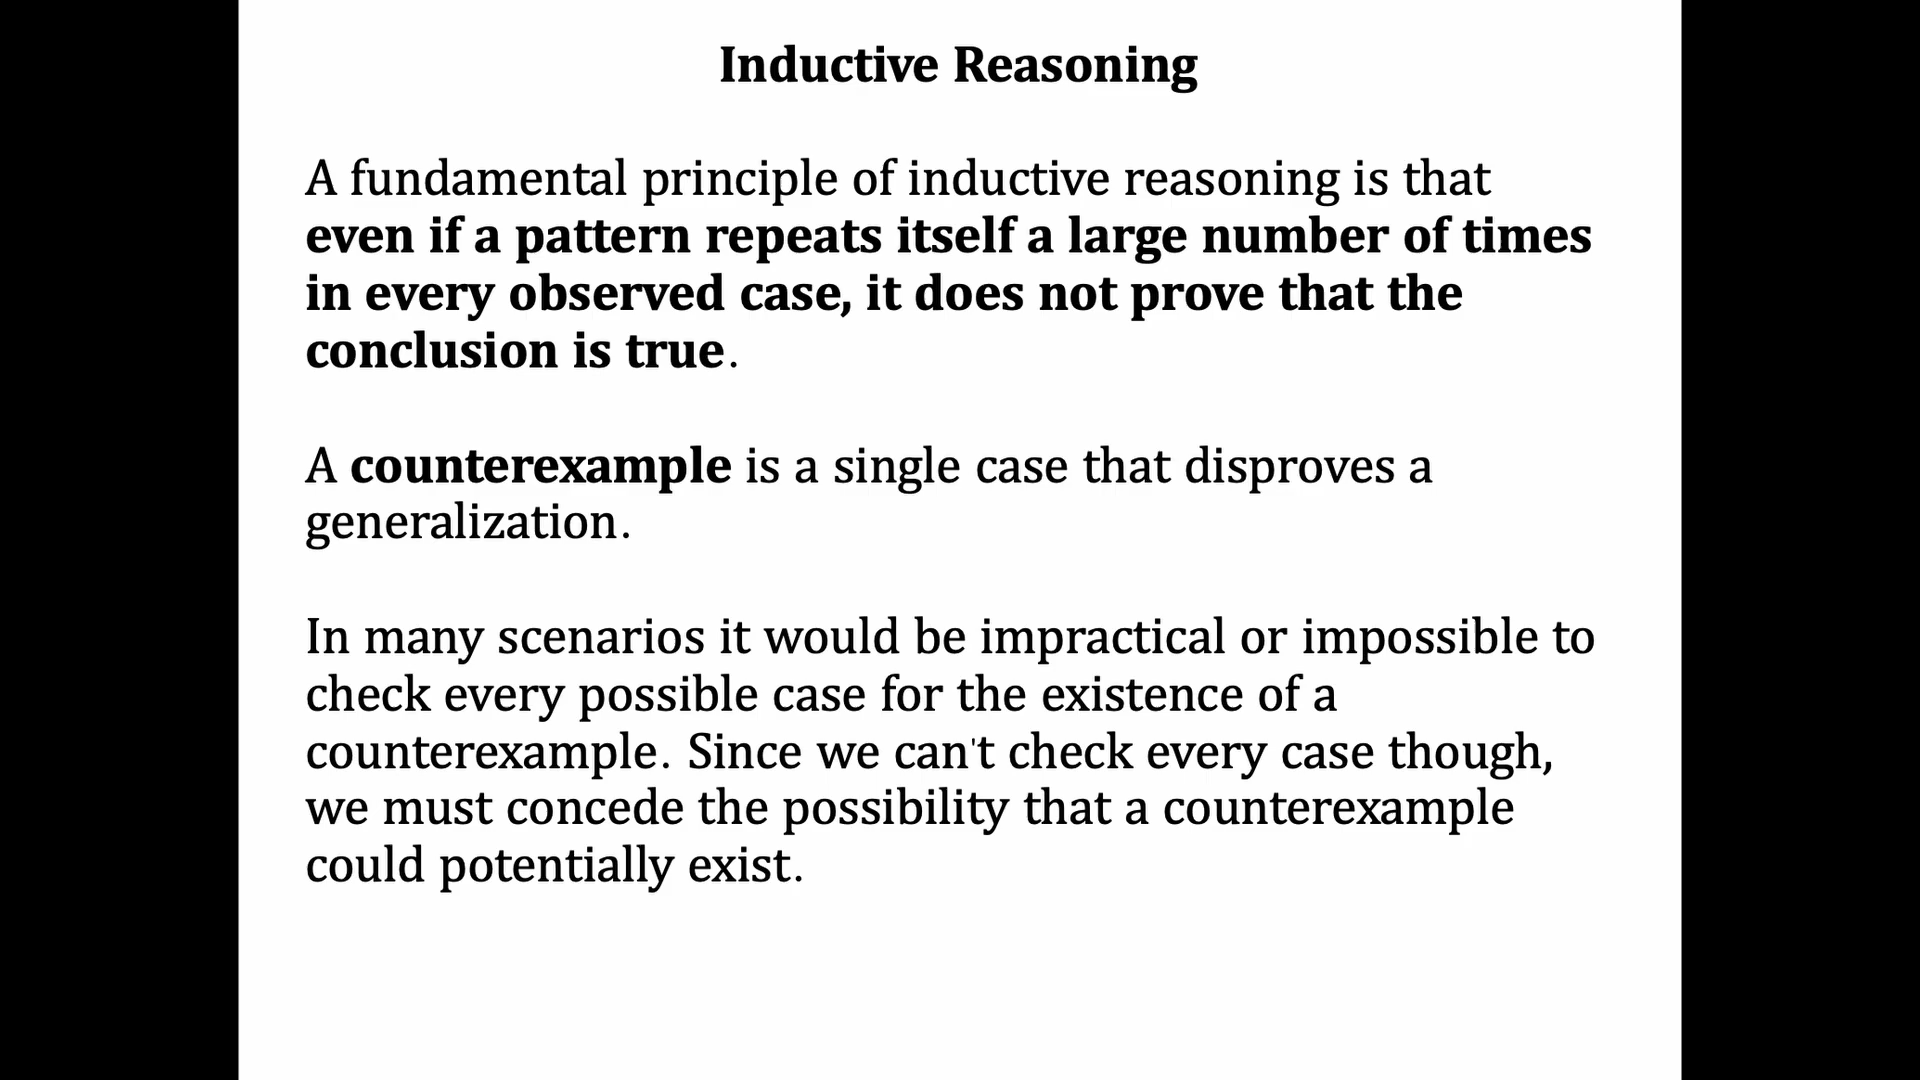 Inductive Reasoning
A fundamental principle of inductive reasoning is that
even if a pattern repeats itself a large number of times
in every observed case, it does not prove that the
conclusion is true.
A counterexample is a single case that disproves a
generalization.
In many scenarios it would be impractical or impossible to
check every possible case for the existence of a
counterexample. Since we can't check every case though,
we must concede the possibility that a counterexample
could potentially exist.